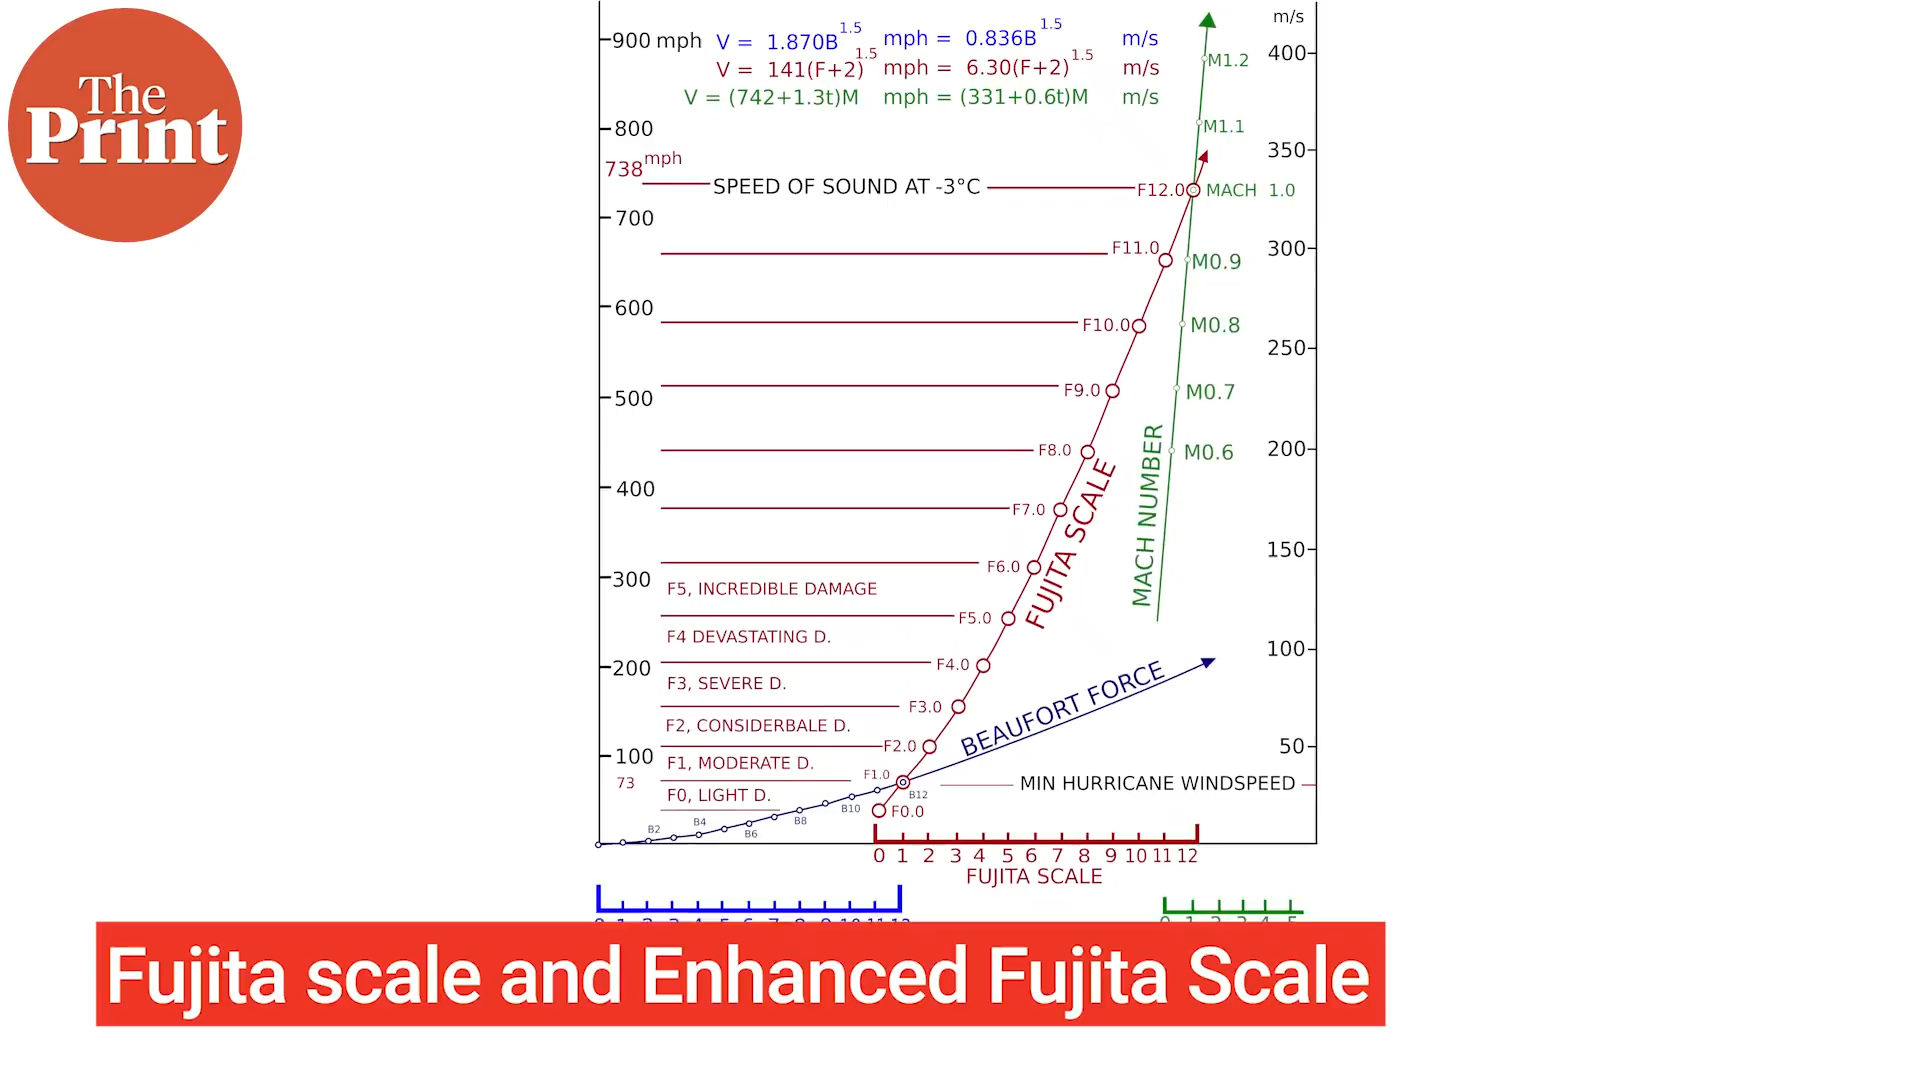 The
Print
900 mph
V = 1.870B^1.5 mph = 0.836B^1.5 m/s
V = 141(F+2)^1.5 mph = 6.30(F+2)^1.5 m/s
V = (742+1.3t)M mph = (331+0.6t)M m/s
m/s
400
M1.2
800
M1.1
350
738 mph
SPEED OF SOUND AT -3°C
F12.0
MACH 1.0
700
F11.0
300
M0.9
600
F10.0
M0.8
250
500
F9.0
M0.7
F8.0
200
M0.6
400
F7.0
FUJITA SCALE
MACH NUMBER
150
F6.0
300
F5, INCREDIBLE DAMAGE
F5.0
F4 DEVASTATING D.
100
200
F4.0
F3, SEVERE D.
F3.0
BEAUFORT FORCE
F2, CONSIDERBALE D.
F2.0
50
100
F1, MODERATE D.
F1.0
73
MIN HURRICANE WINDSPEED
F0, LIGHT D.
B12
B10
F0.0
B8
B6
B4
B2
0 1 2 3 4 5 6 7 8 9 10 11 12
FUJITA SCALE
Fujita scale and Enhanced Fujita Scale